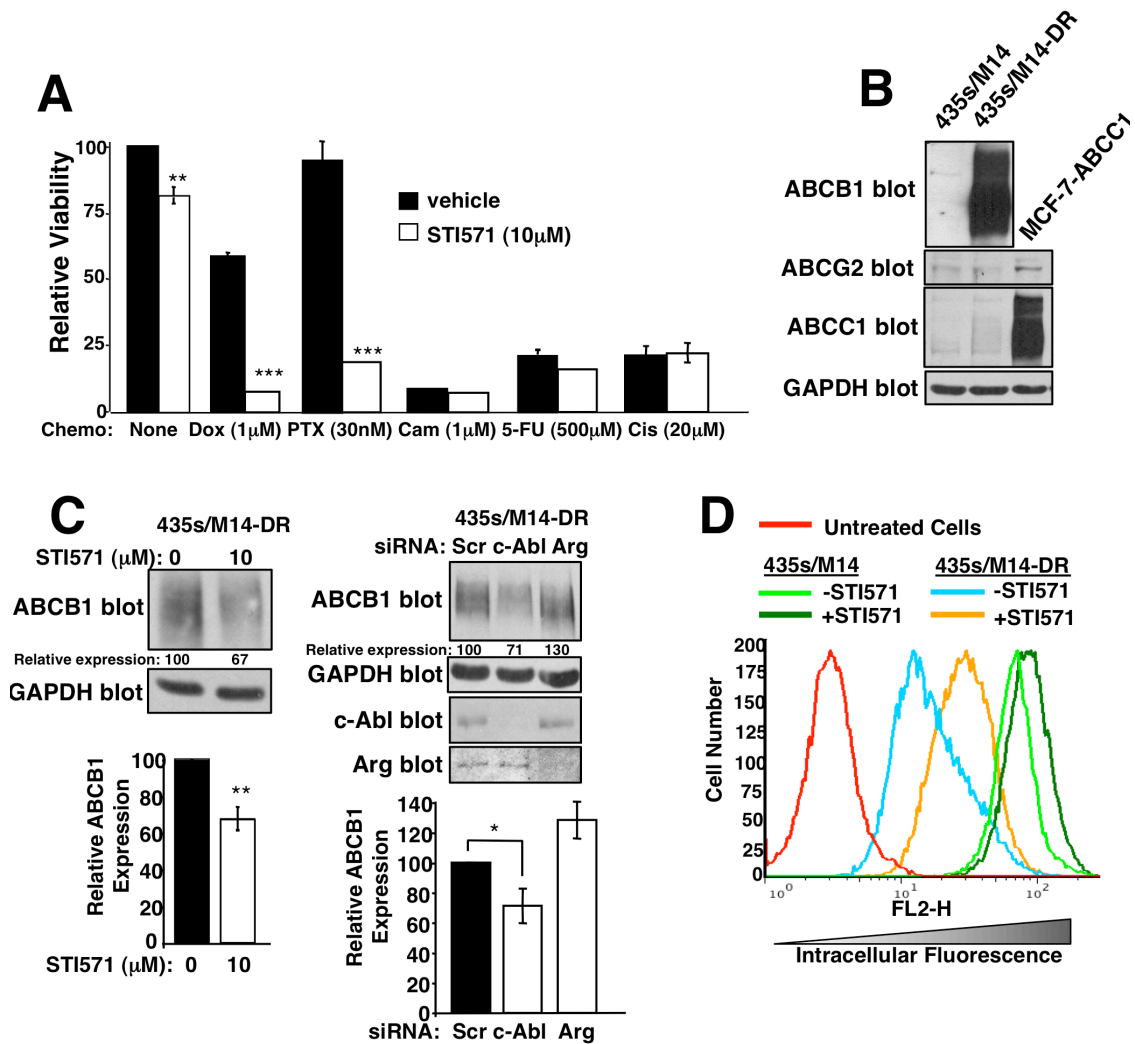 A
Relative Viability
100
75
50
25
0
vehicle
STI571 (10μM)
**
***
***
Chemo: None Dox (1μM) PTX (30nM) Cam (1μM) 5-FU (500μM) Cis (20μM)
B
435s/M14
435s/M14-DR
MCF-7-ABCC1
ABCB1 blot
ABCG2 blot
ABCC1 blot
GAPDH blot
C
435s/M14-DR
STI571 (μM): 0 10
ABCB1 blot
Relative expression: 100 67
GAPDH blot
Relative ABCB1
Expression
100
80
60
40
20
0
**
STI571 (μM): 0 10
435s/M14-DR
siRNA: Scr c-Abl Arg
ABCB1 blot
Relative expression: 100 71 130
GAPDH blot
c-Abl blot
Arg blot
Relative ABCB1
Expression
140
120
100
80
60
40
20
0
*
siRNA: Scr c-Abl Arg
D
Untreated Cells
435s/M14 435s/M14-DR
-STI571 -STI571
+STI571 +STI571
Cell Number
200
175
150
125
100
75
50
25
0
10⁰ 10¹ 10²
FL2-H
Intracellular Fluorescence